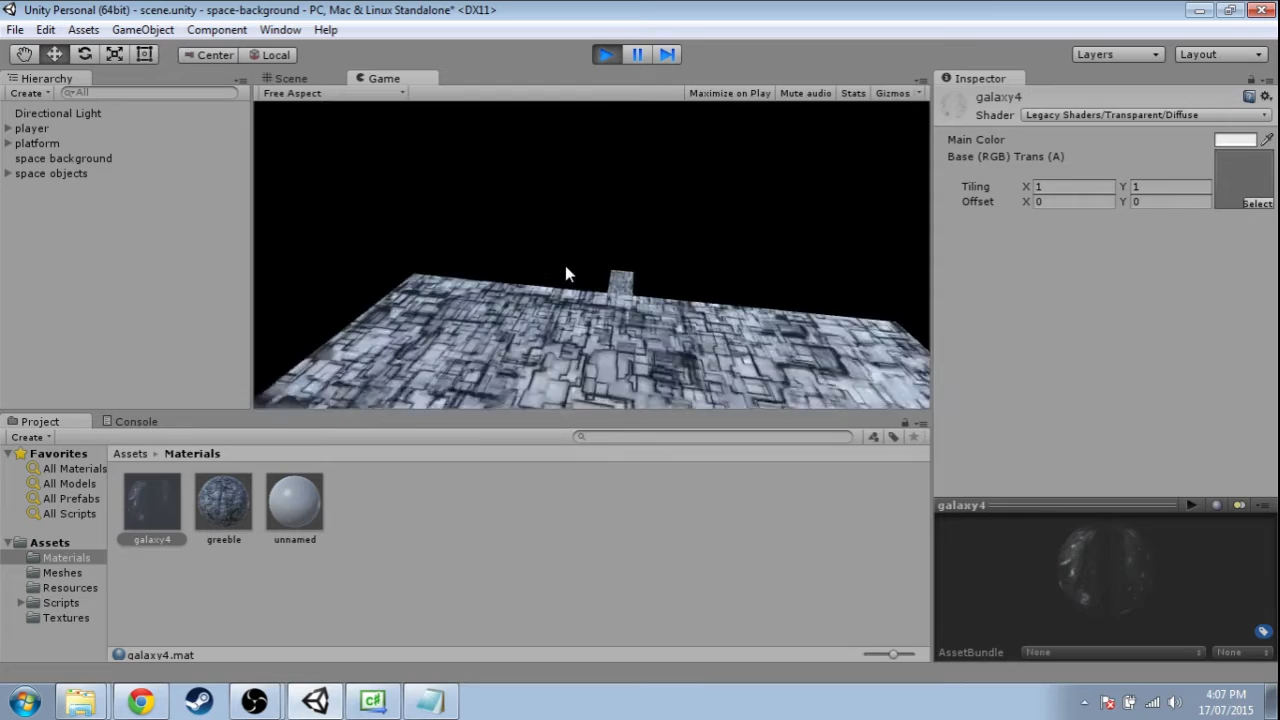 Unity Personal (64bit) - scene.unity - space-background - PC, Mac & Linux Standalone* <DX11>
File Edit Assets GameObject Component Window Help
Center Local Layers Layout
Hierarchy
Create All
Directional Light
player
platform
space background
space objects
Scene Game
Free Aspect Maximize on Play Mute audio Stats Gizmos
Inspector
galaxy4
Shader Legacy Shaders/Transparent/Diffuse
Main Color
Base (RGB) Trans (A)
Tiling X 1 Y 1
Offset X 0 Y 0
Select
Project Console
Create
Favorites
All Materials
All Models
All Prefabs
All Scripts
Assets
Materials
Meshes
Resources
Scripts
Textures
Assets Materials
galaxy4 greeble unnamed
galaxy4.mat
galaxy4
AssetBundle None None
4:07 PM
17/07/2015